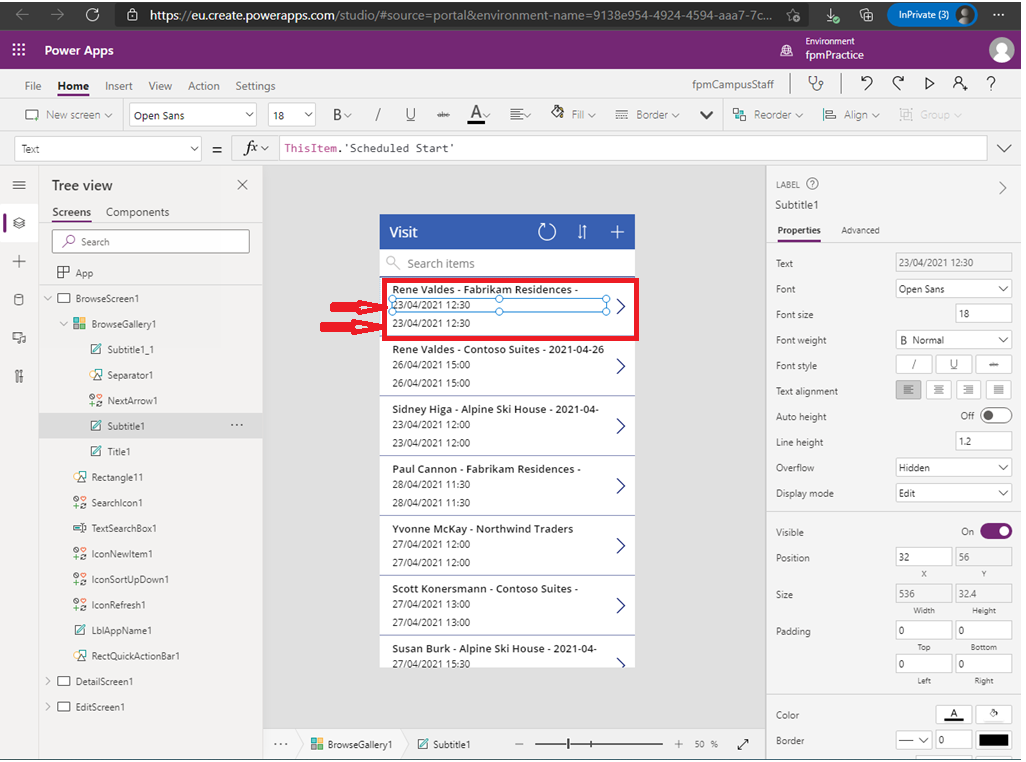 https://eu.create.powerapps.com/studio/#source=portal&environment-name=9138e954-4924-4594-aaa7-7c...
InPrivate (3)
Power Apps
Environment
fpmPractice
File Home Insert View Action Settings
fpmCampusStaff
New screen
Open Sans
18
B
I
U
abc
A
Fill
Border
Reorder
Align
Group
Text
=
fx
ThisItem.'Scheduled Start'
Tree view
Screens Components
Search
App
BrowseScreen1
BrowseGallery1
Subtitle1_1
Separator1
NextArrow1
Subtitle1
Title1
Rectangle11
SearchIcon1
TextSearchBox1
IconNewItem1
IconSortUpDown1
IconRefresh1
LblAppName1
RectQuickActionBar1
DetailScreen1
EditScreen1
Visit
Search items
Rene Valdes - Fabrikam Residences -
23/04/2021 12:30
23/04/2021 12:30
Rene Valdes - Contoso Suites - 2021-04-26
26/04/2021 15:00
26/04/2021 15:00
Sidney Higa - Alpine Ski House - 2021-04-
23/04/2021 12:00
23/04/2021 12:00
Paul Cannon - Fabrikam Residences -
28/04/2021 11:30
28/04/2021 11:30
Yvonne McKay - Northwind Traders
27/04/2021 12:00
27/04/2021 12:00
Scott Konersmann - Contoso Suites -
27/04/2021 13:00
27/04/2021 13:00
Susan Burk - Alpine Ski House - 2021-04-
27/04/2021 15:30
BrowseGallery1
Subtitle1
50 %
LABEL
Subtitle1
Properties Advanced
Text 23/04/2021 12:30
Font Open Sans
Font size 18
Font weight B Normal
Font style / U
Text alignment
Auto height Off
Line height 1.2
Overflow Hidden
Display mode Edit
Visible On
Position 32 56
X Y
Size 536 32.4
Width Height
Padding 0 0
Top Bottom
0 0
Left Right
Color A
Border 0